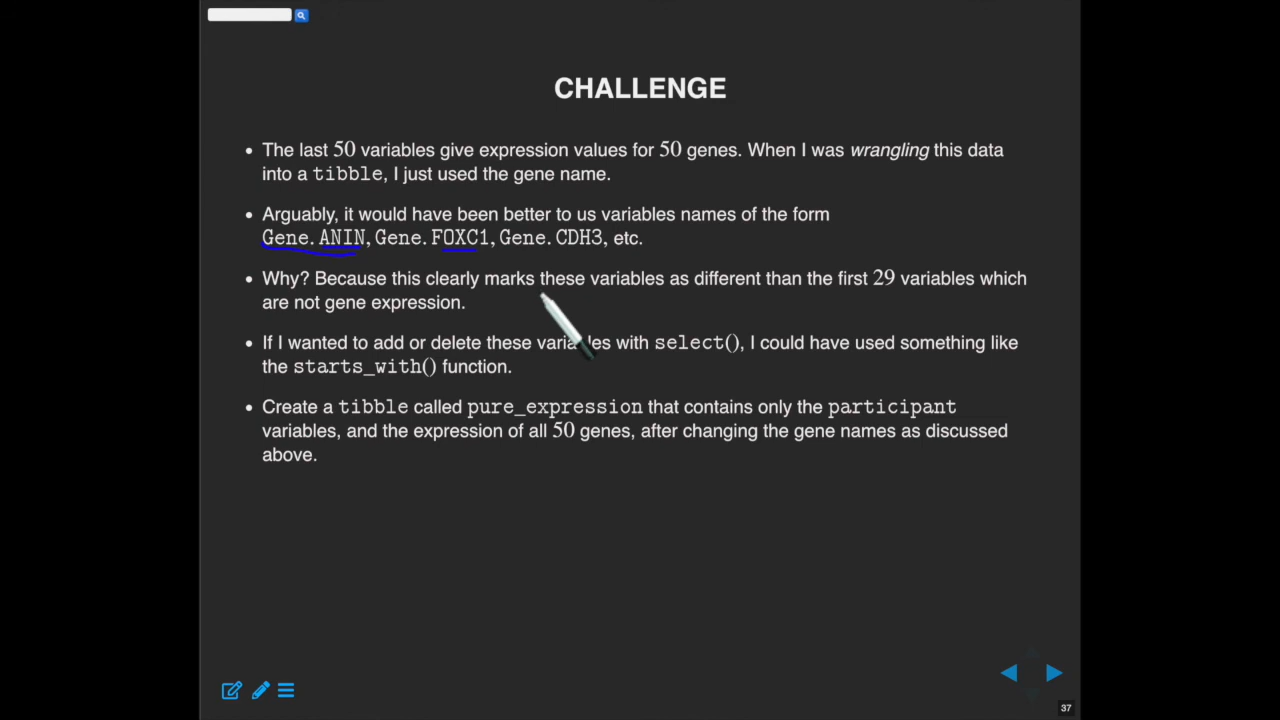 CHALLENGE
• The last 50 variables give expression values for 50 genes. When I was wrangling this data
into a tibble, I just used the gene name.
• Arguably, it would have been better to us variables names of the form
Gene.ANIN, Gene.FOXC1, Gene.CDH3, etc.
• Why? Because this clearly marks these variables as different than the first 29 variables which
are not gene expression.
• If I wanted to add or delete these variables with select(), I could have used something like
the starts_with() function.
• Create a tibble called pure_expression that contains only the participant
variables, and the expression of all 50 genes, after changing the gene names as discussed
above.
37